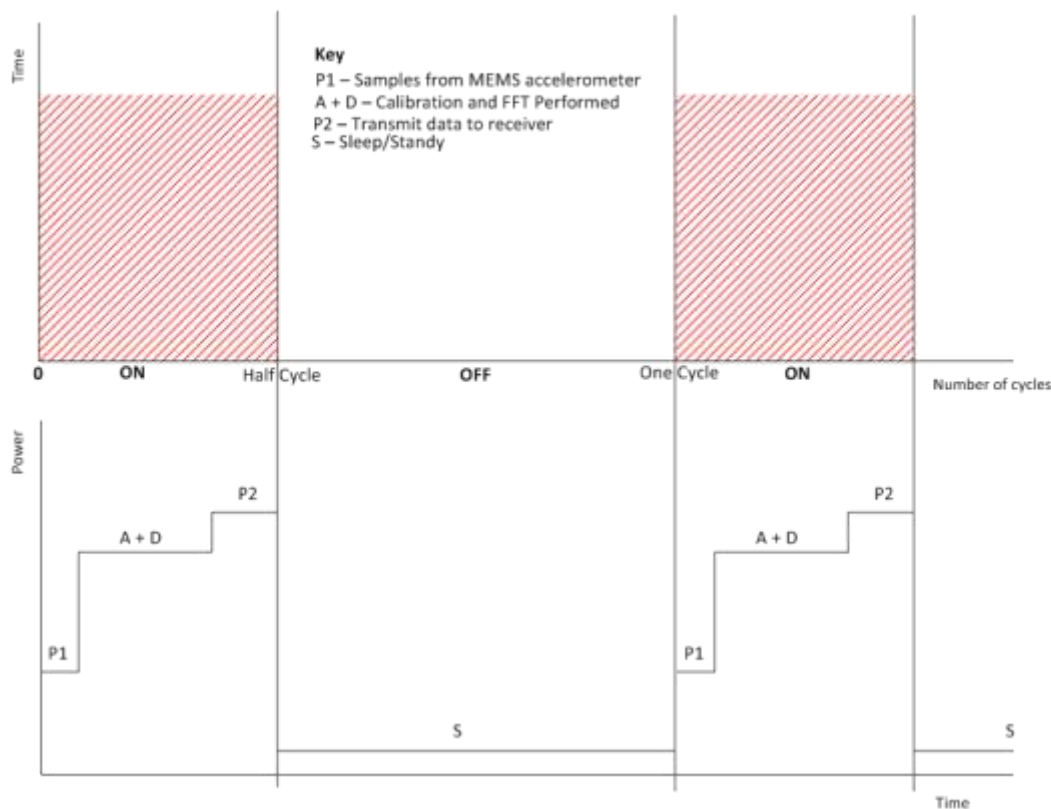 Time
Key
P1 – Samples from MEMS accelerometer
A + D – Calibration and FFT Performed
P2 – Transmit data to receiver
S – Sleep/Standy
0 ON Half Cycle OFF One Cycle ON
Number of cycles
Power
P2 P2
A + D A + D
P1 P1
S S
Time